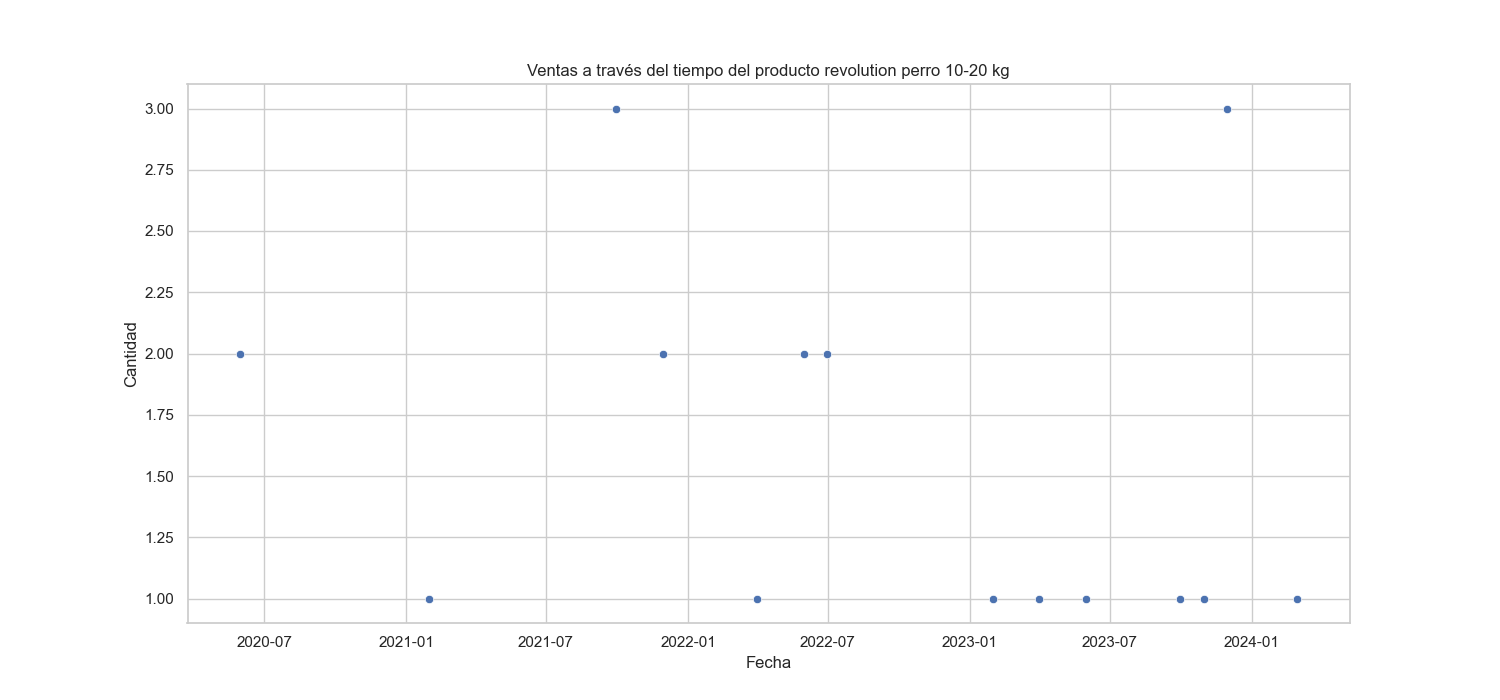 Ventas a través del tiempo del producto revolution perro 10-20 kg
3.00
2.75
2.50
2.25
2.00
1.75
1.50
1.25
1.00
Cantidad
2020-07 2021-01 2021-07 2022-01 2022-07 2023-01 2023-07 2024-01
Fecha